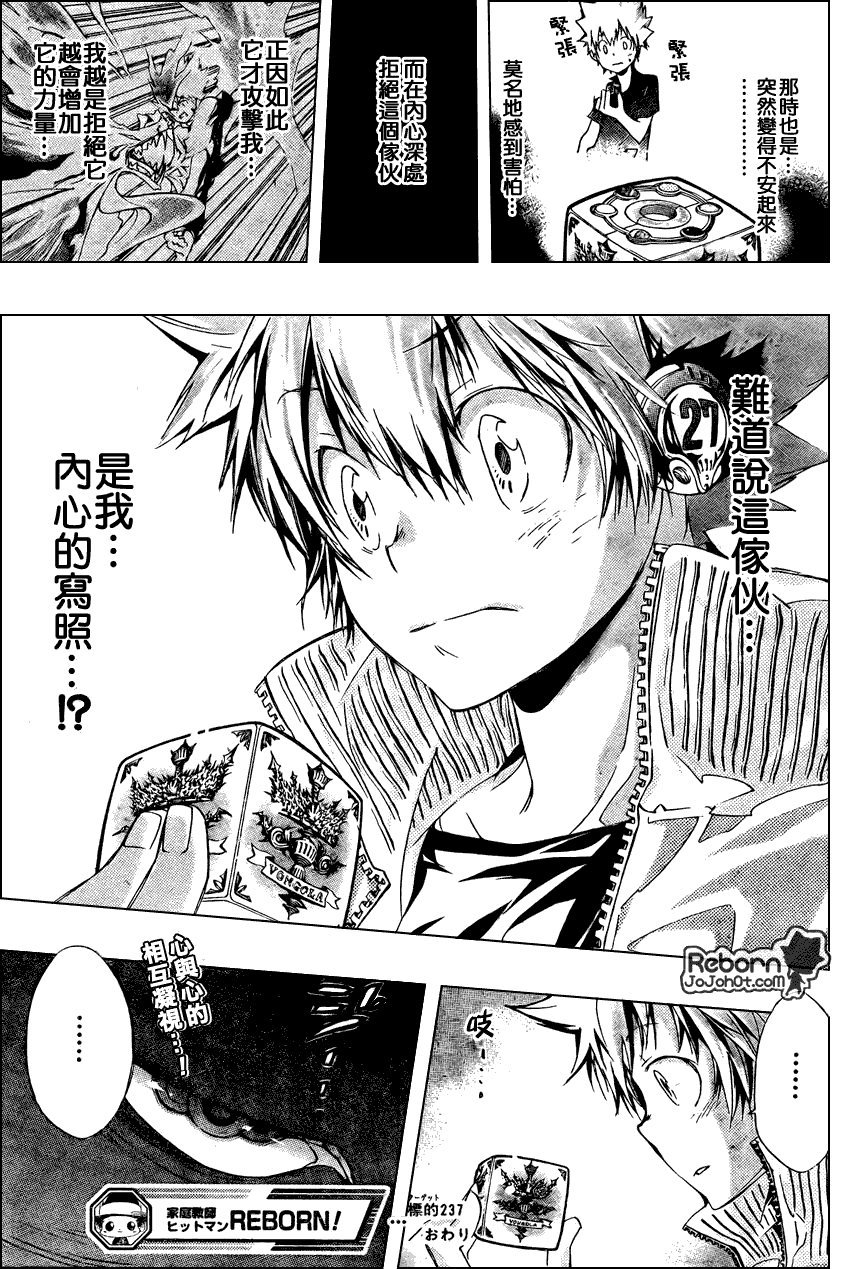 那時也是…
突然變得不安起來
…………
緊張
緊張
莫名地感到害怕…
而在內心深處
拒絕這個傢伙
正因如此
它才攻擊我…
我越是拒絕它
越會增加
它的力量…
難道說這傢伙…
27
是我…
內心的寫照…!?
VONGOLA
Reborn
JoJohot.com
……
吱…
VONGOLA
心與心的
相互凝視…!
……
家庭教師
ヒットマンREBORN!
…
ターゲット
標的237
/おわり